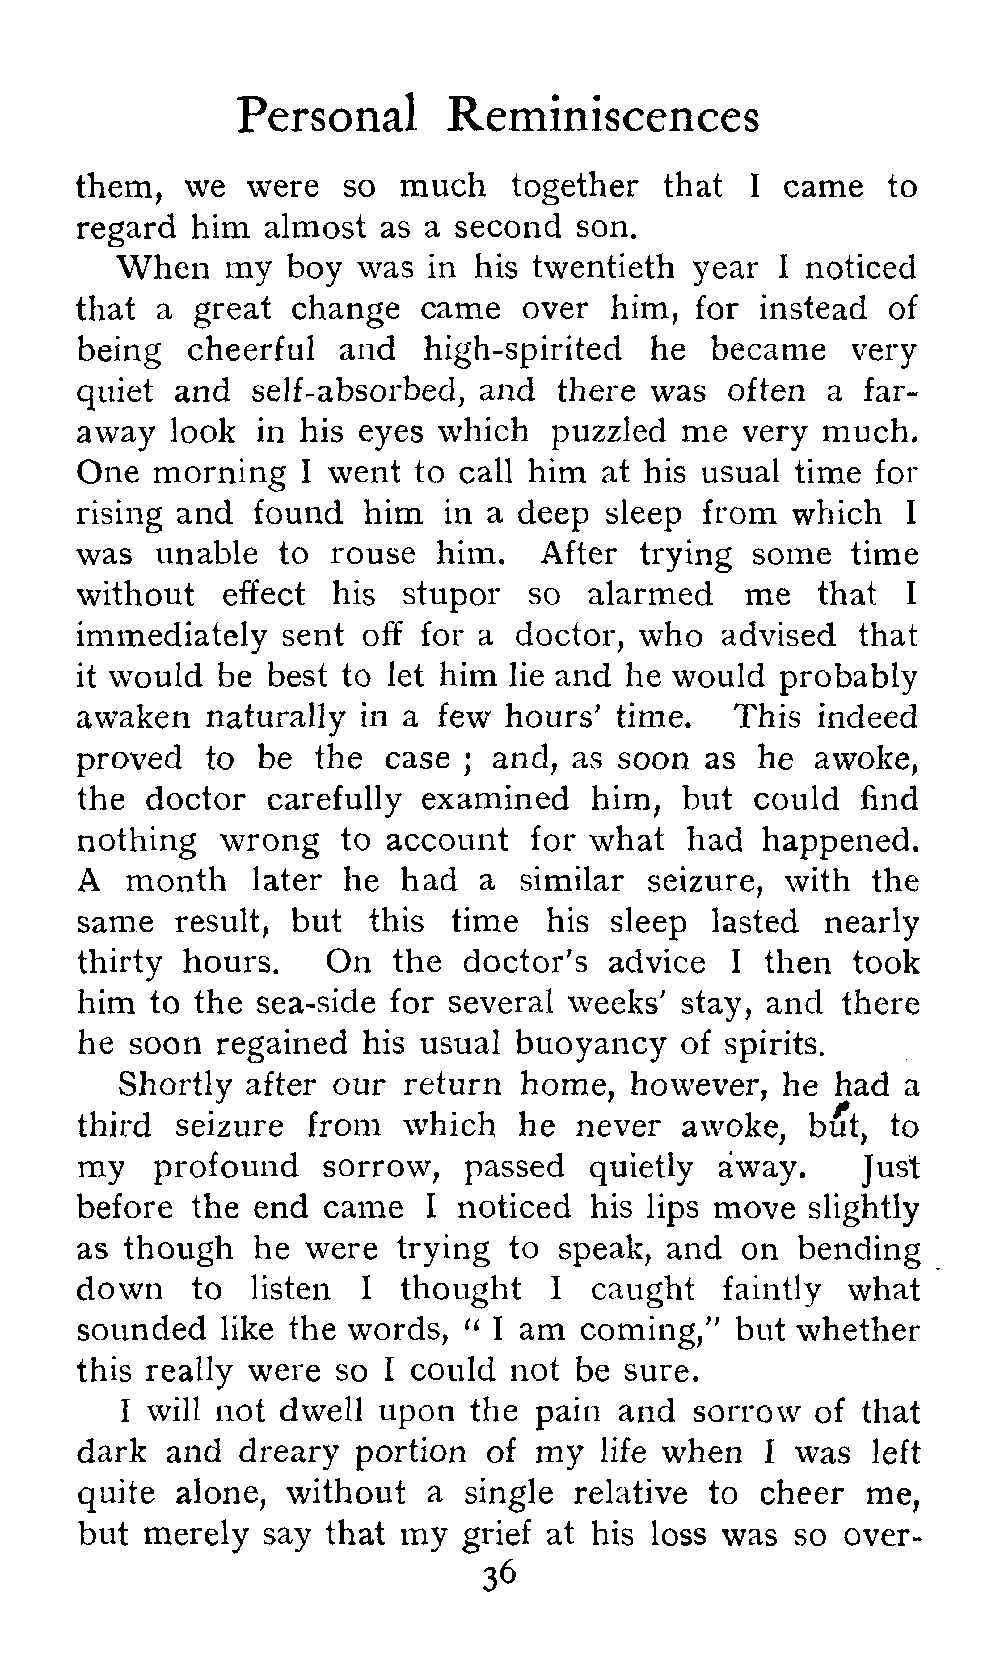 Personal Reminiscences
them, we were so much together that I came to
regard him almost as a second son.
When my boy was in his twentieth year I noticed
that a great change came over him, for instead of
being cheerful and high-spirited he became very
quiet and self-absorbed, and there was often a far-
away look in his eyes which puzzled me very much.
One morning I went to call him at his usual time for
rising and found him in a deep sleep from which I
was unable to rouse him. After trying some time
without effect his stupor so alarmed me that I
immediately sent off for a doctor, who advised that
it would be best to let him lie and he would probably
awaken naturally in a few hours' time. This indeed
proved to be the case ; and, as soon as he awoke,
the doctor carefully examined him, but could find
nothing wrong to account for what had happened.
A month later he had a similar seizure, with the
same result, but this time his sleep lasted nearly
thirty hours. On the doctor's advice I then took
him to the sea-side for several weeks' stay, and there
he soon regained his usual buoyancy of spirits.
Shortly after our return home, however, he had a
third seizure from which he never awoke, but, to
my profound sorrow, passed quietly away. Just
before the end came I noticed his lips move slightly
as though he were trying to speak, and on bending
down to listen I thought I caught faintly what
sounded like the words, " I am coming," but whether
this really were so I could not be sure.
I will not dwell upon the pain and sorrow of that
dark and dreary portion of my life when I was left
quite alone, without a single relative to cheer me,
but merely say that my grief at his loss was so over-
36